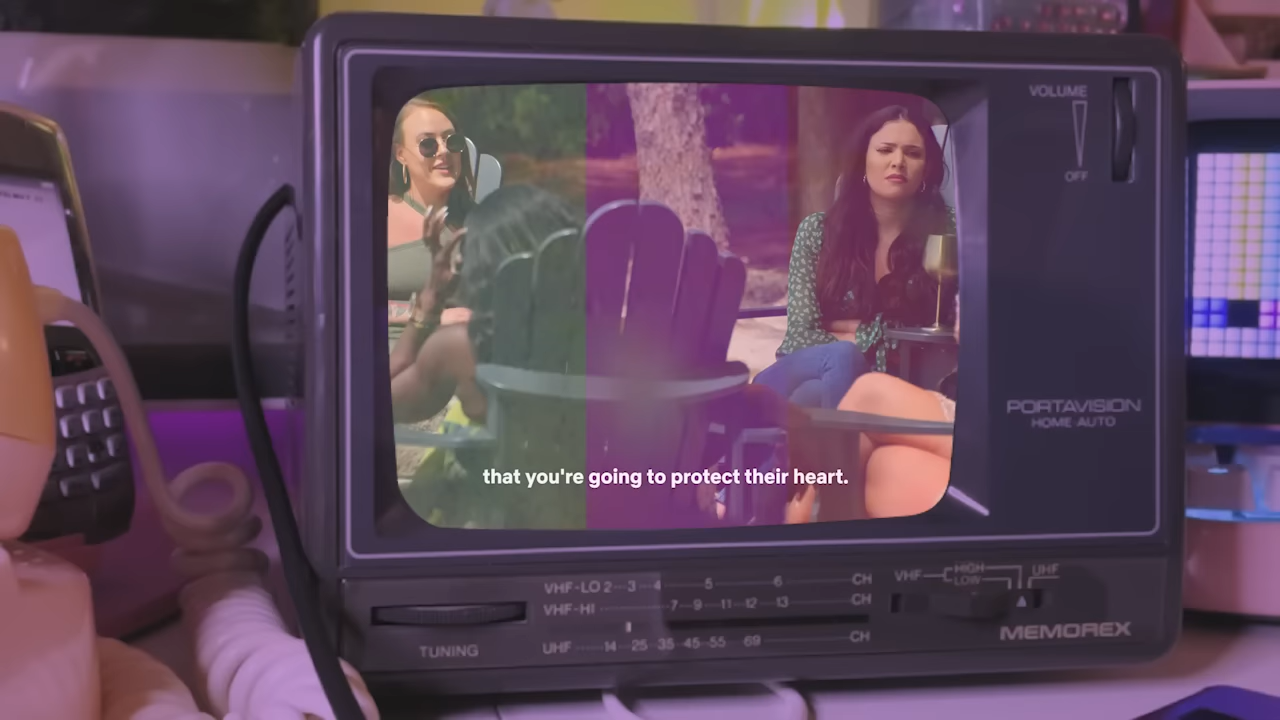 VOLUME
OFF
that you're going to protect their heart.
PORTAVISION
HOME·AUTO
VHF-LO 2 3 4 5 6 CH
VHF-HI 7 9 11 12 13 CH
UHF 14 25 35 45 55 69 CH
TUNING
VHF HIGH LOW UHF
MEMOREX